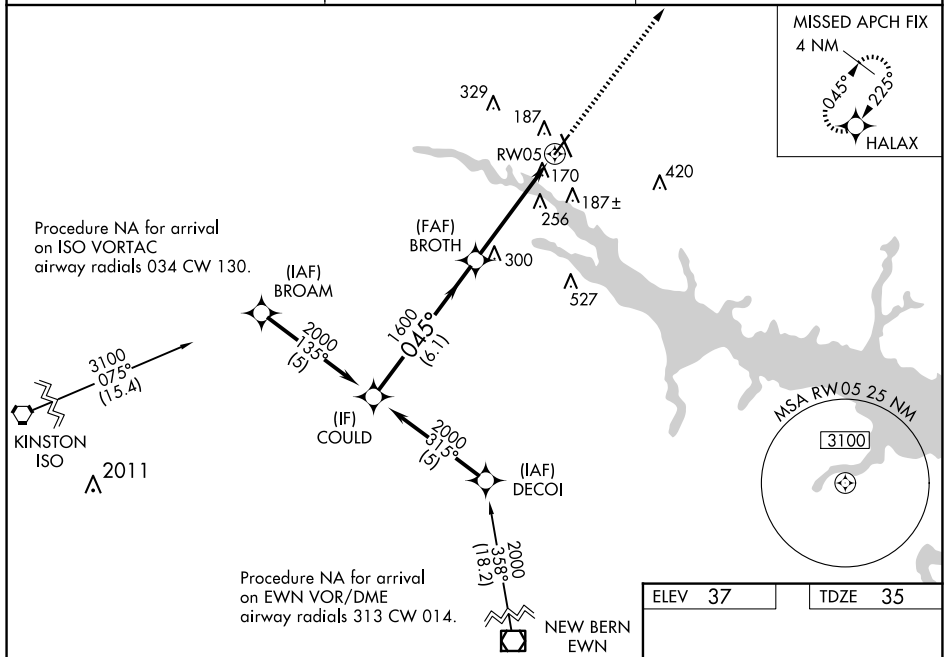 MISSED APCH FIX
4 NM
045°
225°
HALAX
329
187
RW05
170
420
187±
256
(FAF)
BROTH
300
527
Procedure NA for arrival
on ISO VORTAC
airway radials 034 CW 130.
(IAF)
BROAM
2000
135°
(5)
1600
045°
(6.1)
3100
075°
(15.4)
KINSTON
ISO
2011
(IF)
COULD
2000
315°
(5)
(IAF)
DECOI
MSA RW05 25 NM
3100
2000
358°
(18.2)
Procedure NA for arrival
on EWN VOR/DME
airway radials 313 CW 014.
NEW BERN
EWN
ELEV 37
TDZE 35